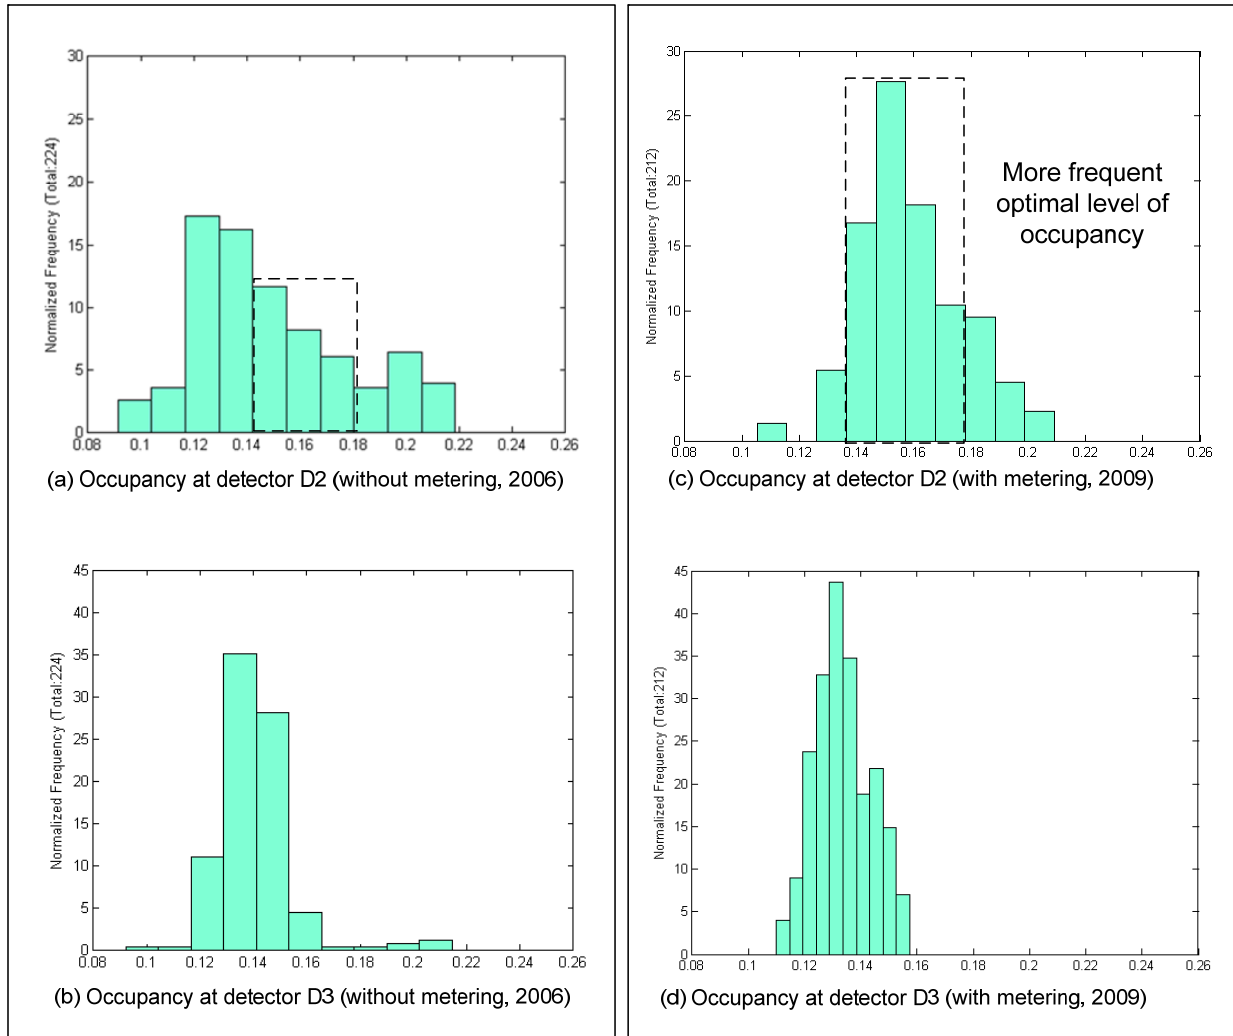 30
25
20
15
10
5
0
Normalized Frequency (Total:224)
0.08 0.1 0.12 0.14 0.16 0.18 0.2 0.22 0.24 0.26
(a) Occupancy at detector D2 (without metering, 2006)
30
25
20
15
10
5
0
Normalized Frequency (Total:212)
More frequent
optimal level of
occupancy
0.08 0.1 0.12 0.14 0.16 0.18 0.2 0.22 0.24 0.26
(c) Occupancy at detector D2 (with metering, 2009)
45
40
35
30
25
20
15
10
5
0
Normalized Frequency (Total:224)
0.08 0.1 0.12 0.14 0.16 0.18 0.2 0.22 0.24 0.26
(b) Occupancy at detector D3 (without metering, 2006)
45
40
35
30
25
20
15
10
5
0
Normalized Frequency (Total:212)
0.08 0.1 0.12 0.14 0.16 0.18 0.2 0.22 0.24 0.26
(d) Occupancy at detector D3 (with metering, 2009)